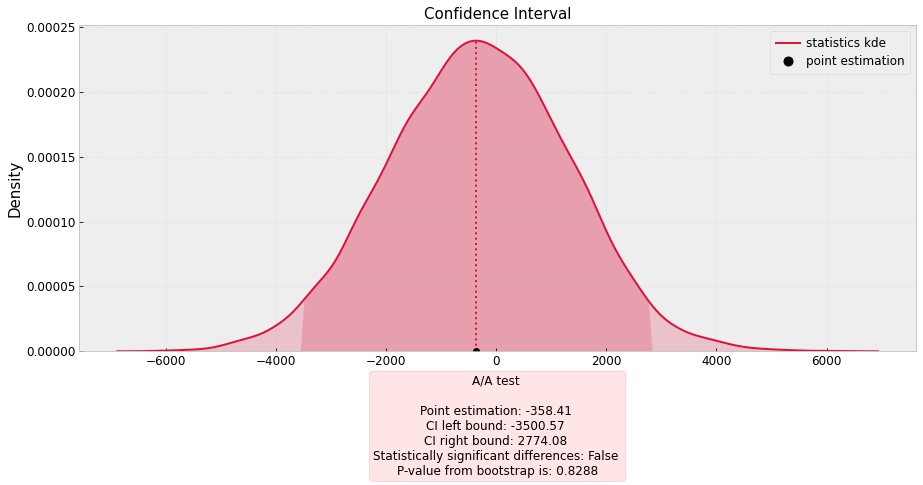 Confidence Interval
statistics kde
point estimation
Density
0.00025
0.00020
0.00015
0.00010
0.00005
0.00000
−6000 −4000 −2000 0 2000 4000 6000
A/A test
Point estimation: -358.41
CI left bound: -3500.57
CI right bound: 2774.08
Statistically significant differences: False
P-value from bootstrap is: 0.8288